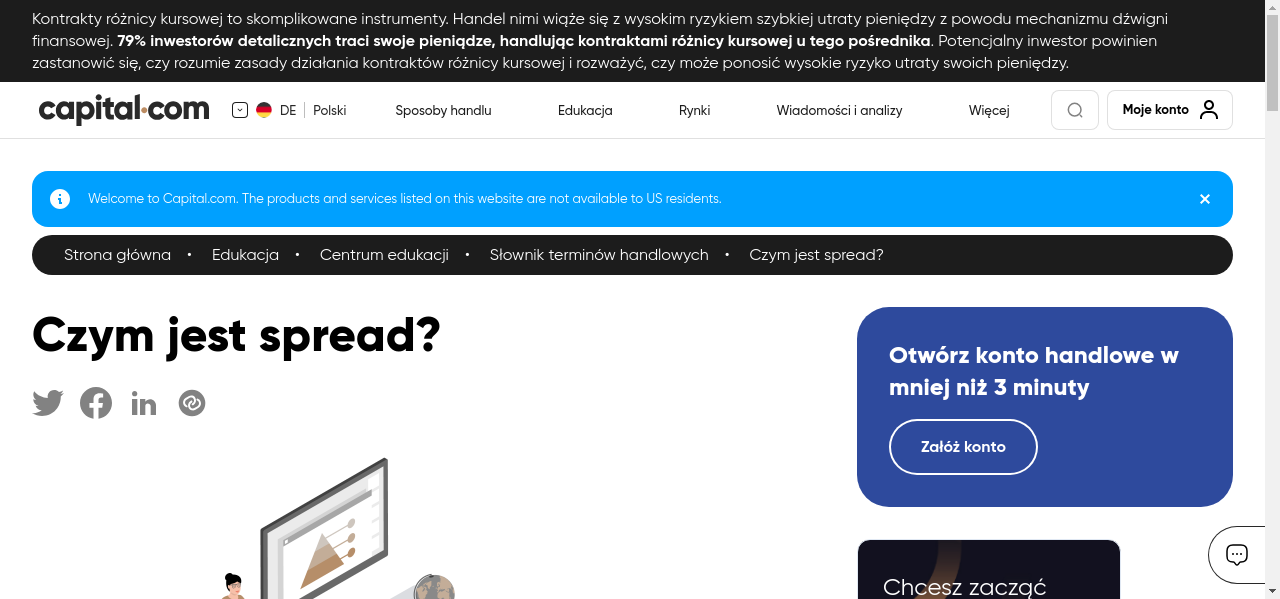 Kontrakty różnicy kursowej to skomplikowane instrumenty. Handel nimi wiąże się z wysokim ryzykiem szybkiej utraty pieniędzy z powodu mechanizmu dźwigni
finansowej. 79% inwestorów detalicznych traci swoje pieniądze, handlując kontraktami różnicy kursowej u tego pośrednika. Potencjalny inwestor powinien
zastanowić się, czy rozumie zasady działania kontraktów różnicy kursowej i rozważyć, czy może ponosić wysokie ryzyko utraty swoich pieniędzy.
capital.com DE Polski Sposoby handlu Edukacja Rynki Wiadomości i analizy Więcej Moje konto
Welcome to Capital.com. The products and services listed on this website are not available to US residents.
Strona główna • Edukacja • Centrum edukacji • Słownik terminów handlowych • Czym jest spread?
Czym jest spread?
Otwórz konto handlowe w
mniej niż 3 minuty
Załóż konto
Chcesz zacząć